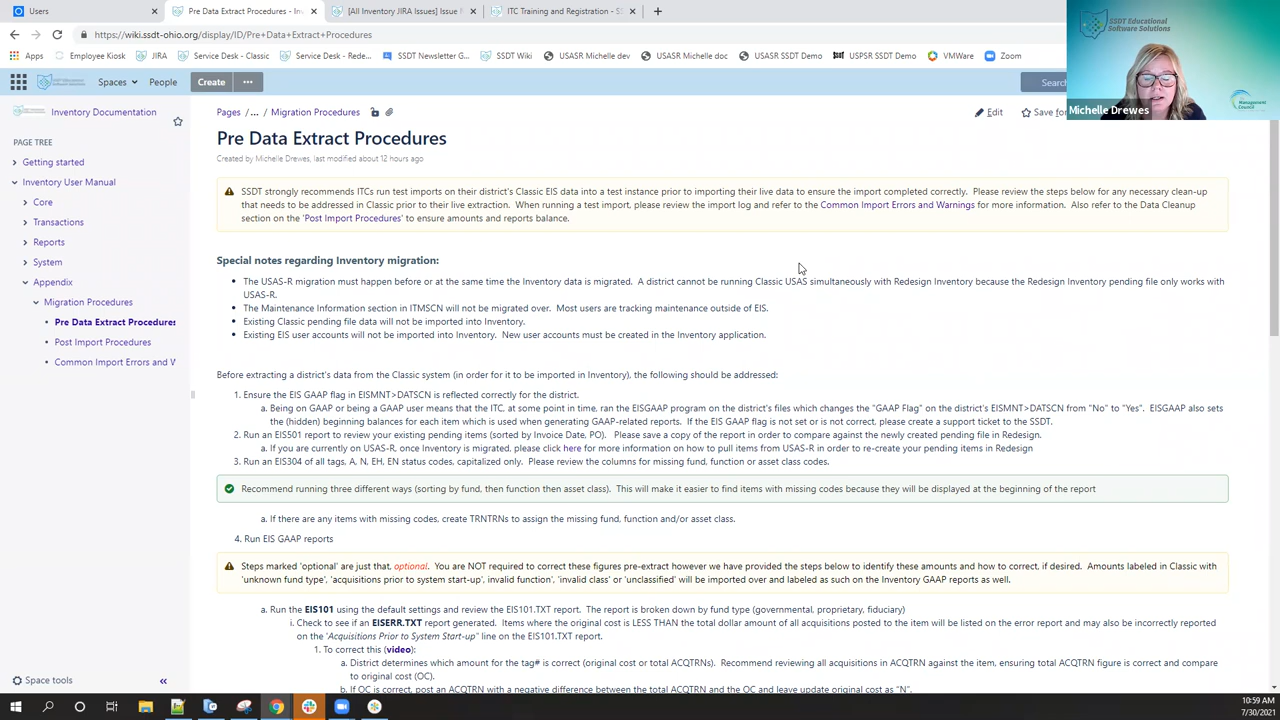 Users
Pre Data Extract Procedures - Inv
[All Inventory JIRA Issues] Issue N
ITC Training and Registration - SS
https://wiki.ssdt-ohio.org/display/ID/Pre+Data+Extract+Procedures
Apps
Employee Kiosk
JIRA
Service Desk - Classic
Service Desk - Rede...
SSDT Newsletter G...
SSDT Wiki
USASR Michelle dev
USASR Michelle doc
USASR SSDT Demo
USPSR SSDT Demo
VMWare
Zoom
SSDT Educational
Software Solutions
Management
Council
Michelle Drewes
Spaces
People
Create
Search
Inventory Documentation
PAGE TREE
Getting started
Inventory User Manual
Core
Transactions
Reports
System
Appendix
Migration Procedures
Pre Data Extract Procedures
Post Import Procedures
Common Import Errors and W
Space tools
Pages / ... / Migration Procedures
Edit
Save for
Pre Data Extract Procedures
Created by Michelle Drewes, last modified about 12 hours ago
SSDT strongly recommends ITCs run test imports on their district's Classic EIS data into a test instance prior to importing their live data to ensure the import completed correctly. Please review the steps below for any necessary clean-up
that needs to be addressed in Classic prior to their live extraction. When running a test import, please review the import log and refer to the Common Import Errors and Warnings for more information. Also refer to the Data Cleanup
section on the 'Post Import Procedures' to ensure amounts and reports balance.
Special notes regarding Inventory migration:
• The USAS-R migration must happen before or at the same time the Inventory data is migrated. A district cannot be running Classic USAS simultaneously with Redesign Inventory because the Redesign Inventory pending file only works with
USAS-R.
• The Maintenance Information section in ITMSCN will not be migrated over. Most users are tracking maintenance outside of EIS.
• Existing Classic pending file data will not be imported into Inventory.
• Existing EIS user accounts will not be imported into Inventory. New user accounts must be created in the Inventory application.
Before extracting a district's data from the Classic system (in order for it to be imported in Inventory), the following should be addressed:
1. Ensure the EIS GAAP flag in EISMNT>DATSCN is reflected correctly for the district.
a. Being on GAAP or being a GAAP user means that the ITC, at some point in time, ran the EISGAAP program on the district's files which changes the "GAAP Flag" on the district's EISMNT>DATSCN from "No" to "Yes". EISGAAP also sets
the (hidden) beginning balances for each item which is used when generating GAAP-related reports. If the EIS GAAP flag is not set or is not correct, please create a support ticket to the SSDT.
2. Run an EIS501 report to review your existing pending items (sorted by Invoice Date, PO). Please save a copy of the report in order to compare against the newly created pending file in Redesign.
a. If you are currently on USAS-R, once Inventory is migrated, please click here for more information on how to pull items from USAS-R in order to re-create your pending items in Redesign
3. Run an EIS304 of all tags, A, N, EH, EN status codes, capitalized only. Please review the columns for missing fund, function or asset class codes.
Recommend running three different ways (sorting by fund, then function then asset class). This will make it easier to find items with missing codes because they will be displayed at the beginning of the report
a. If there are any items with missing codes, create TRNTRNs to assign the missing fund, function and/or asset class.
4. Run EIS GAAP reports
Steps marked 'optional' are just that, optional. You are NOT required to correct these figures pre-extract however we have provided the steps below to identify these amounts and how to correct, if desired. Amounts labeled in Classic with
'unknown fund type', 'acquisitions prior to system start-up', invalid function', 'invalid class' or 'unclassified' will be imported over and labeled as such on the Inventory GAAP reports as well.
a. Run the EIS101 using the default settings and review the EIS101.TXT report. The report is broken down by fund type (governmental, proprietary, fiduciary)
i. Check to see if an EISERR.TXT report generated. Items where the original cost is LESS THAN the total dollar amount of all acquisitions posted to the item will be listed on the error report and may also be incorrectly reported
on the "Acquisitions Prior to System Start-up" line on the EIS101.TXT report.
1. To correct this (video):
a. District determines which amount for the tag# is correct (original cost or total ACQTRNs). Recommend reviewing all acquisitions in ACQTRN against the item, ensuring total ACQTRN figure is correct and compare
to original cost (OC).
b. If OC is correct, post an ACQTRN with a negative difference between the total ACQTRN and the OC and leave update original cost as "N".
10:59 AM
7/30/2021